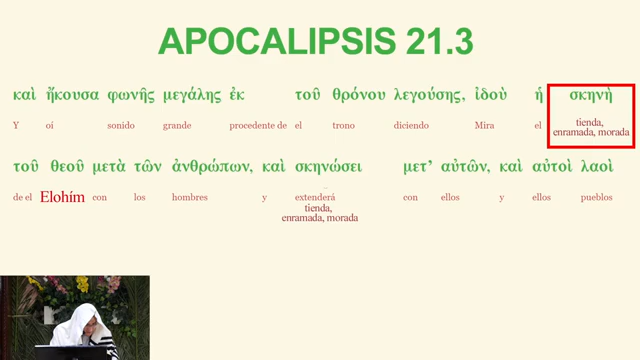 APOCALIPSIS 21.3
καὶ ἤκουσα φωνῆς μεγάλης ἐκ τοῦ θρόνου λεγούσης, ἰδοὺ ἡ σκηνὴ
Y oí sonido grande procedente de el trono diciendo Mira el tienda,
enramada, morada
τοῦ θεοῦ μετὰ τῶν ἀνθρώπων, καὶ σκηνώσει μετ’ αὐτῶν, καὶ αὐτοὶ λαοὶ
de el Elohím con los hombres y extenderá con ellos y ellos pueblos
tienda,
enramada, morada